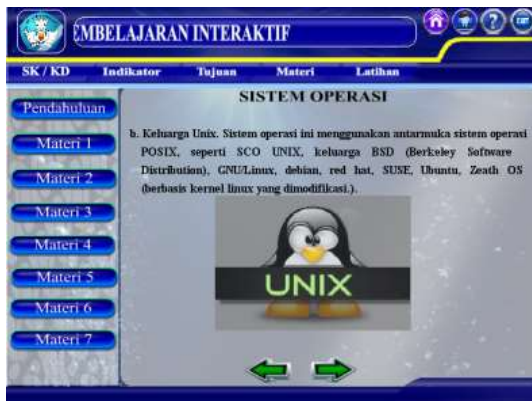 EMBELAJARAN INTERAKTIF
SK / KD Indikator Tujuan Materi Latihan
SISTEM OPERASI
Pendahuluan
Materi 1
Materi 2
Materi 3
Materi 4
Materi 5
Materi 6
Materi 7
b. Keluarga Unix. Sistem operasi ini menggunakan antarmuka sistem operasi
POSIX, seperti SCO UNIX, keluarga BSD (Berkeley Software
Distribution), GNU/Linux, debian, red hat, SUSE, Ubuntu, Zeath OS
(berbasis kernel linux yang dimodifikasi.).
UNIX